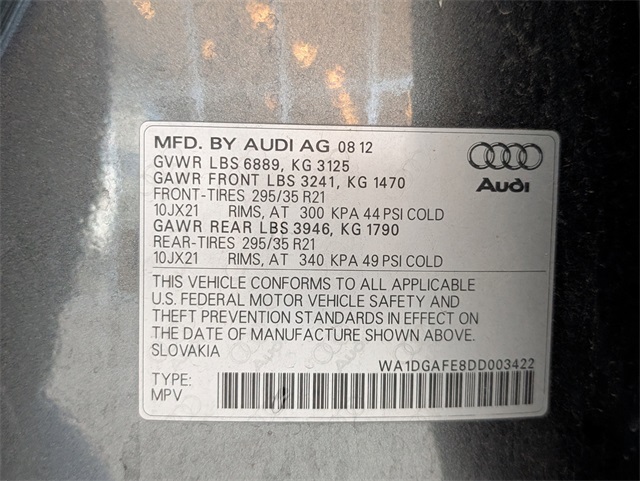 MFD. BY AUDI AG 08 12
GVWR LBS 6889, KG 3125
GAWR FRONT LBS 3241, KG 1470
FRONT-TIRES 295/35 R21
10JX21 RIMS, AT 300 KPA 44 PSI COLD
GAWR REAR LBS 3946, KG 1790
REAR-TIRES 295/35 R21
10JX21 RIMS, AT 340 KPA 49 PSI COLD
Audi
THIS VEHICLE CONFORMS TO ALL APPLICABLE
U.S. FEDERAL MOTOR VEHICLE SAFETY AND
THEFT PREVENTION STANDARDS IN EFFECT ON
THE DATE OF MANUFACTURE SHOWN ABOVE.
SLOVAKIA
WA1DGAFE8DD003422
TYPE:
MPV